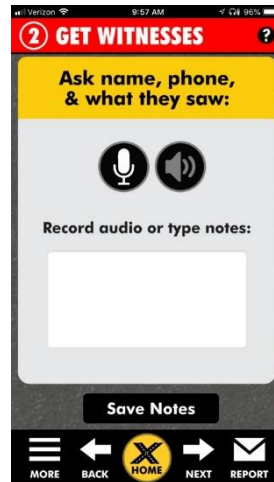 Verizon 9:57 AM 96%
2 GET WITNESSES ?
Ask name, phone,
& what they saw:
Record audio or type notes:
Save Notes
X
HOME
MORE BACK NEXT REPORT